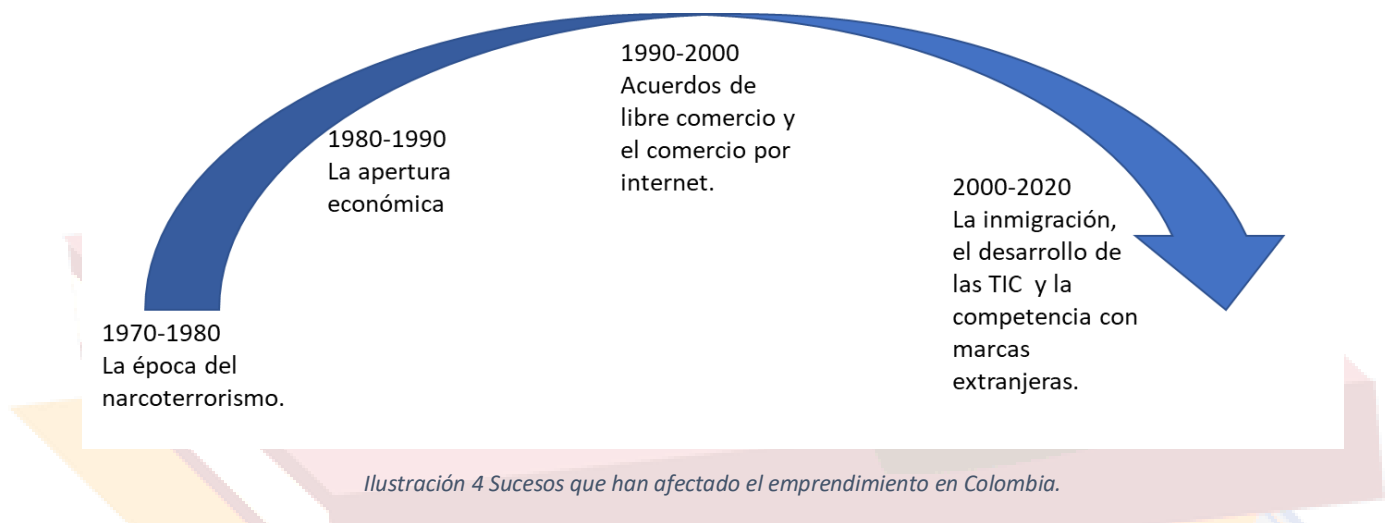 1970-1980
La época del
narcoterrorismo.
1980-1990
La apertura
económica
1990-2000
Acuerdos de
libre comercio y
el comercio por
internet.
2000-2020
La inmigración,
el desarrollo de
las TIC y la
competencia con
marcas
extranjeras.
Ilustración 4 Sucesos que han afectado el emprendimiento en Colombia.